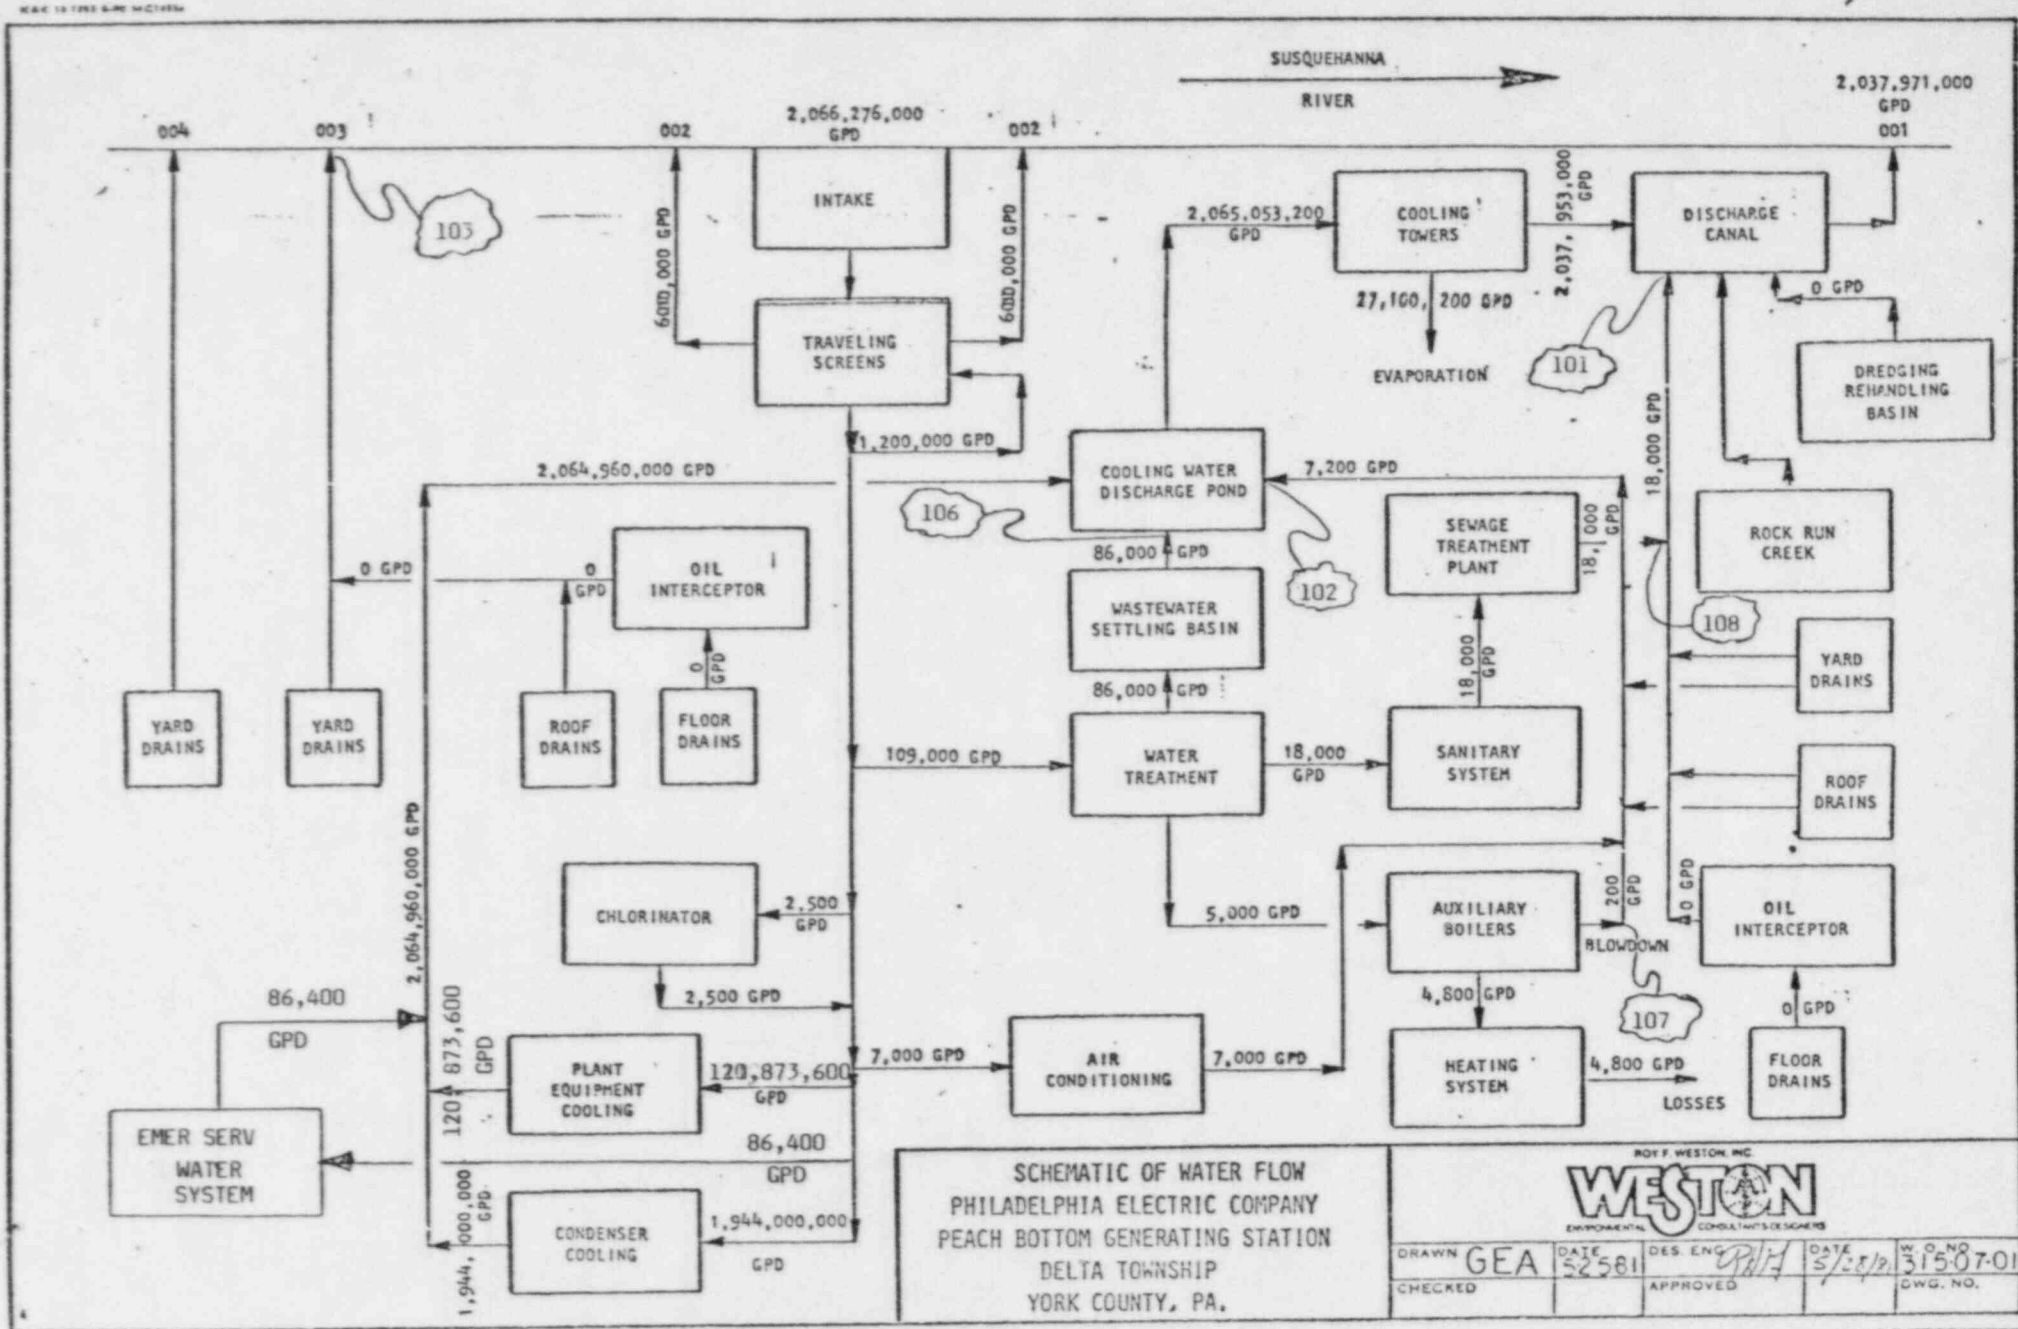 SUSQUEHANNA
RIVER
2,037,971,000
GPD
001
004
003
002
2,066,276,000
GPD
002
103
INTAKE
600,000 GPD
600,000 GPD
TRAVELING
SCREENS
1,200,000 GPD
2,065,053,200
GPD
COOLING
TOWERS
2,037,953,000
GPD
DISCHARGE
CANAL
27,100,200 GPD
EVAPORATION
101
0 GPD
DREDGING
REHANDLING
BASIN
18,000 GPD
2,064,960,000 GPD
COOLING WATER
DISCHARGE POND
7,200 GPD
106
102
SEWAGE
TREATMENT
PLANT
18,000
GPD
ROCK RUN
CREEK
108
0 GPD
0
GPD
OIL
INTERCEPTOR
0
GPD
86,000 GPD
WASTEWATER
SETTLING BASIN
86,000 GPD
18,000
GPD
YARD
DRAINS
YARD
DRAINS
YARD
DRAINS
ROOF
DRAINS
FLOOR
DRAINS
109,000 GPD
WATER
TREATMENT
18,000
GPD
SANITARY
SYSTEM
ROOF
DRAINS
2,064,960,000 GPD
CHLORINATOR
2,500
GPD
2,500 GPD
5,000 GPD
AUXILIARY
BOILERS
200
GPD
BLOWDOWN
0 GPD
OIL
INTERCEPTOR
107
86,400
GPD
120,873,600
GPD
PLANT
EQUIPMENT
COOLING
120,873,600
GPD
7,000 GPD
AIR
CONDITIONING
7,000 GPD
4,800 GPD
HEATING
SYSTEM
4,800 GPD
LOSSES
0 GPD
FLOOR
DRAINS
EMER SERV
WATER
SYSTEM
86,400
GPD
1,944,000,000
GPD
CONDENSER
COOLING
1,944,000,000
GPD
SCHEMATIC OF WATER FLOW
PHILADELPHIA ELECTRIC COMPANY
PEACH BOTTOM GENERATING STATION
DELTA TOWNSHIP
YORK COUNTY, PA.
ROY F. WESTON, INC.
WESTON
ENVIRONMENTAL CONSULTANTS-DESIGNERS
DRAWN GEA
DATE 52581
DES. ENG.
DATE
W. O. NO. 315-07-01
CHECKED
APPROVED
DWG. NO.